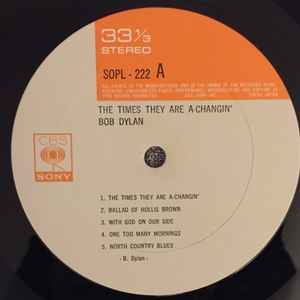 33 1/3
STEREO
SOPL - 222 A
THE TIMES THEY ARE A-CHANGIN'
BOB DYLAN
CBS
SONY
1. THE TIMES THEY ARE A-CHANGIN'
2. BALLAD OF HOLLIS BROWN
3. WITH GOD ON OUR SIDE
4. ONE TOO MANY MORNINGS
5. NORTH COUNTRY BLUES
- B. Dylan -